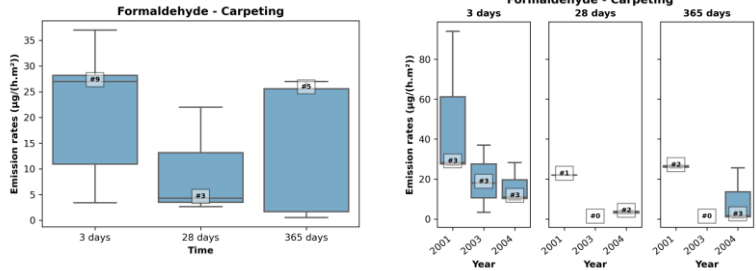 Formaldehyde - Carpeting
Emission rates (µg/(h.m²))
35
30
25
20
15
10
5
0
#9
#3
#5
3 days
28 days
365 days
Time
Formaldehyde - Carpeting
3 days
28 days
365 days
Emission rates (µg/(h.m²))
80
60
40
20
0
#3
#3
#3
#1
#0
#2
#2
#0
#3
2001
2003
2004
2001
2003
2004
2001
2003
2004
Year
Year
Year